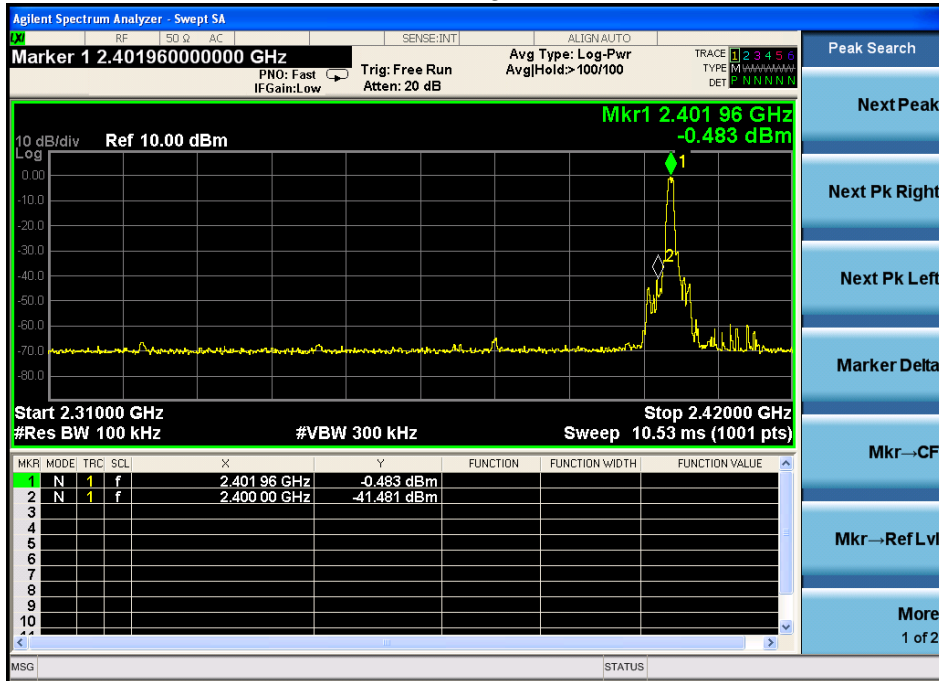 Agilent Spectrum Analyzer - Swept SA
LXI RF 50 Ω AC SENSE:INT ALIGN AUTO
Marker 1 2.401960000000 GHz
PNO: Fast
IFGain:Low
Trig: Free Run
Atten: 20 dB
Avg Type: Log-Pwr
Avg|Hold:>100/100
TRACE 1 2 3 4 5 6
TYPE M WWWWW
DET P N N N N N
Mkr1 2.401 96 GHz
-0.483 dBm
10 dB/div Ref 10.00 dBm
Log
1
0.00
-10.0
-20.0
-30.0
2
-40.0
-50.0
-60.0
-70.0
-80.0
Start 2.31000 GHz Stop 2.42000 GHz
#Res BW 100 kHz #VBW 300 kHz Sweep 10.53 ms (1001 pts)
MKR MODE TRC SCL X Y FUNCTION FUNCTION WIDTH FUNCTION VALUE
1 N 1 f 2.401 96 GHz -0.483 dBm
2 N 1 f 2.400 00 GHz -41.481 dBm
3
4
5
6
7
8
9
10
11
MSG STATUS
Peak Search
Next Peak
Next Pk Right
Next Pk Left
Marker Delta
Mkr→CF
Mkr→Ref Lvl
More
1 of 2